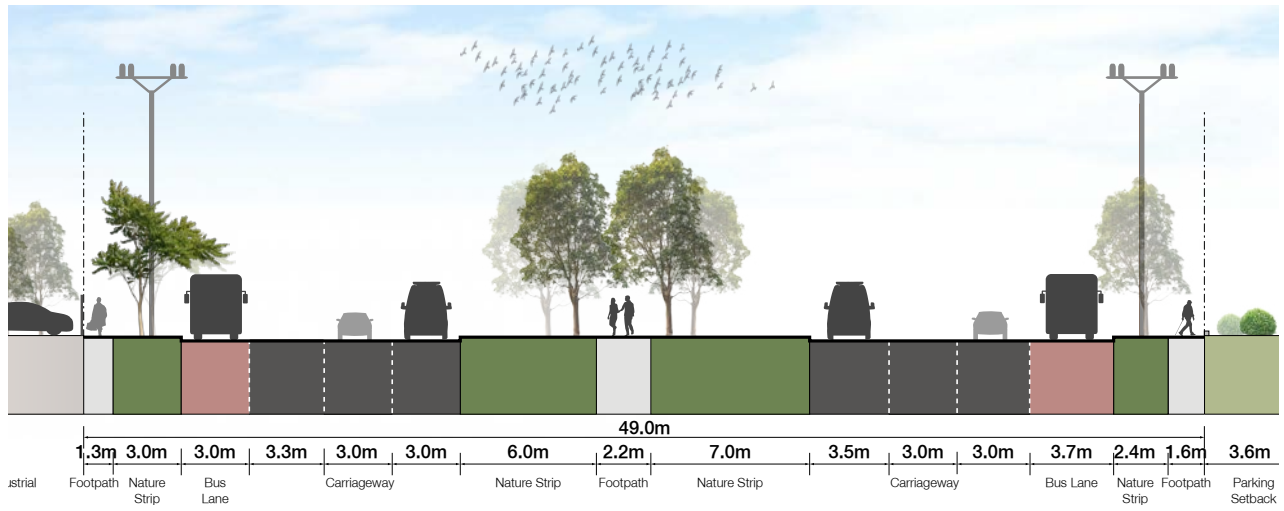 49.0m
1.3m 3.0m 3.0m 3.3m 3.0m 3.0m 6.0m 2.2m 7.0m 3.5m 3.0m 3.0m 3.7m 2.4m 1.6m 3.6m
ustrial Footpath Nature Bus Carriageway Nature Strip Footpath Nature Strip Carriageway Bus Lane Nature Footpath Parking
Strip Lane Strip Setback